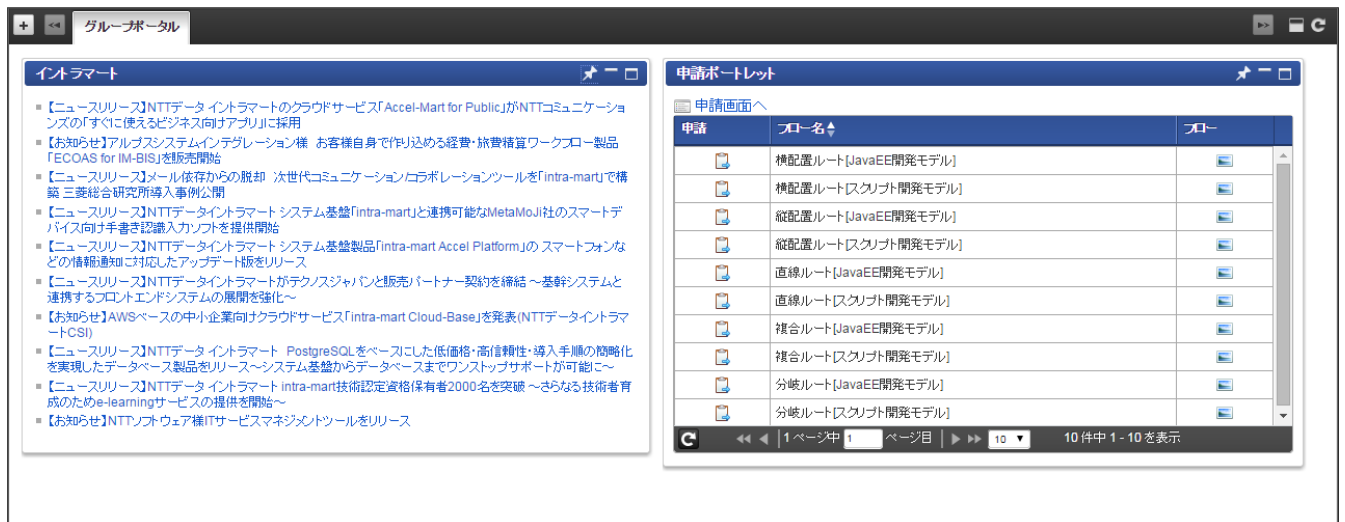 グループポータル
イントラマート
【ニュースリリース】NTTデータ イントラマートのクラウドサービス「Accel-Mart for Public」がNTTコミュニケーショ
ンズの「すぐに使えるビジネス向けアプリ」に採用
【お知らせ】アルプスシステムインテグレーション様 お客様自身で作り込める経費・旅費精算ワークフロー製品
「ECOAS for IM-BIS」を販売開始
【ニュースリリース】メール依存からの脱却 次世代コミュニケーション/コラボレーションツールを「intra-mart」で構
築 三菱総合研究所導入事例公開
【ニュースリリース】NTTデータイントラマート システム基盤「intra-mart」と連携可能なMetaMoJi社のスマートデ
バイス向け手書き認識入力ソフトを提供開始
【ニュースリリース】NTTデータイントラマート システム基盤製品「intra-mart Accel Platform」の スマートフォンな
どの情報通知に対応したアップデート版をリリース
【ニュースリリース】NTTデータイントラマートがテクノスジャパンと販売パートナー契約を締結 ～基幹システムと
連携するフロントエンドシステムの展開を強化～
【お知らせ】AWSベースの中小企業向けクラウドサービス「intra-mart Cloud-Base」を発表(NTTデータイントラマ
ートCSI)
【ニュースリリース】NTTデータ イントラマート PostgreSQLをベースにした低価格・高信頼性・導入手順の簡略化
を実現したデータベース製品をリリース～システム基盤からデータベースまでワンストップサポートが可能に～
【ニュースリリース】NTTデータ イントラマート intra-mart技術認定資格保有者2000名を突破 ～さらなる技術者育
成のためe-learningサービスの提供を開始～
【お知らせ】NTTソフトウェア様ITサービスマネジメントツールをリリース
申請ポートレット
申請画面へ
申請 フロー名 フロー
横配置ルート[JavaEE開発モデル]
横配置ルート[スクリプト開発モデル]
縦配置ルート[JavaEE開発モデル]
縦配置ルート[スクリプト開発モデル]
直線ルート[JavaEE開発モデル]
直線ルート[スクリプト開発モデル]
複合ルート[JavaEE開発モデル]
複合ルート[スクリプト開発モデル]
分岐ルート[JavaEE開発モデル]
分岐ルート[スクリプト開発モデル]
1 ページ中 1 ページ目 10 10 件中 1 - 10 を表示